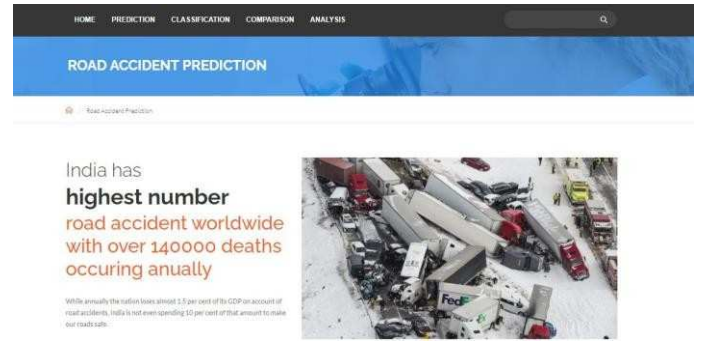 HOME PREDICTION CLASSIFICATION COMPARISON ANALYSIS
ROAD ACCIDENT PREDICTION
Road Accident Prediction
India has
highest number
road accident worldwide
with over 140000 deaths
occuring anually
While annually the nation loses almost 1.5 per cent of its GDP on account of
road accidents, India is not even spending 10 per cent of that amount to make
our roads safe.
FedE